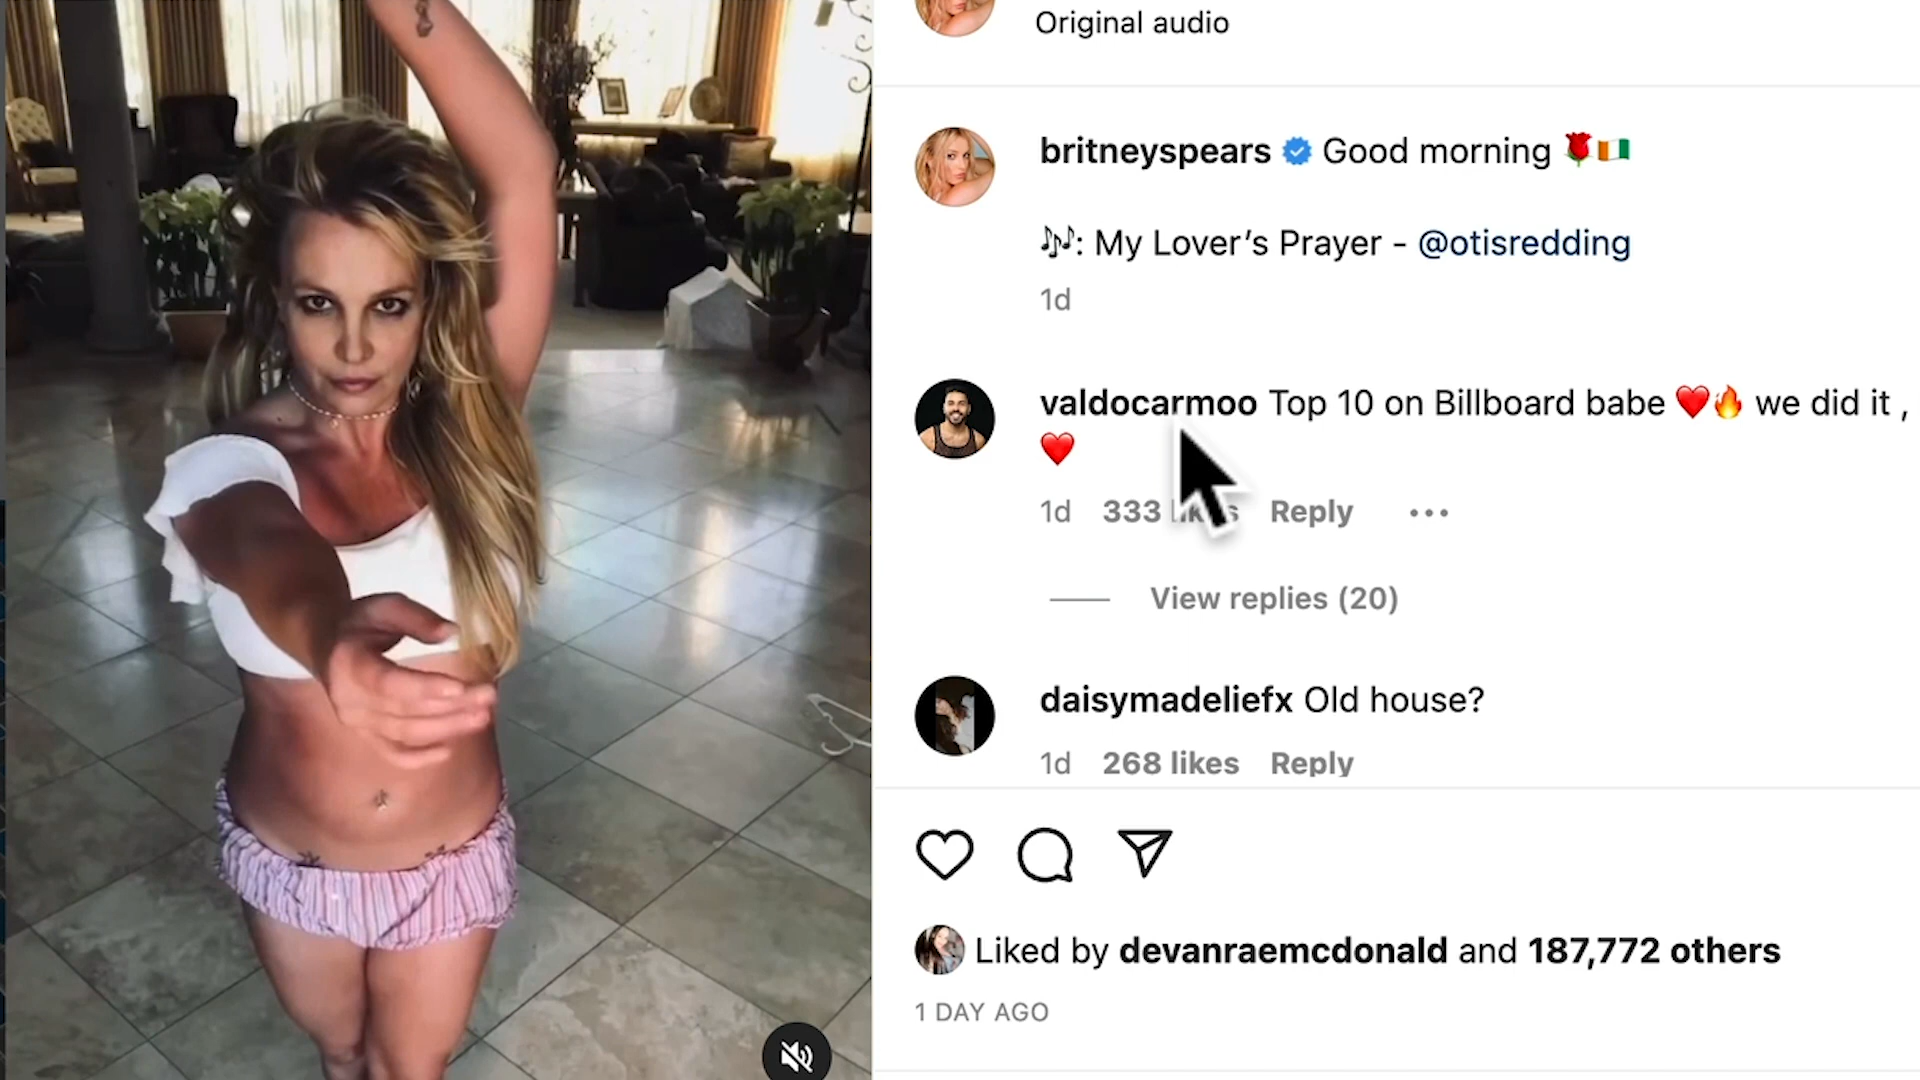 Original audio
britneyspears Good morning 🌹🇨🇮
🎶: My Lover's Prayer - @otisredding
1d
valdocarmoo Top 10 on Billboard babe ❤️🔥 we did it ,
❤️
1d 333 likes Reply •••
View replies (20)
daisymadeliefx Old house?
1d 268 likes Reply
Liked by devanraemcdonald and 187,772 others
1 DAY AGO